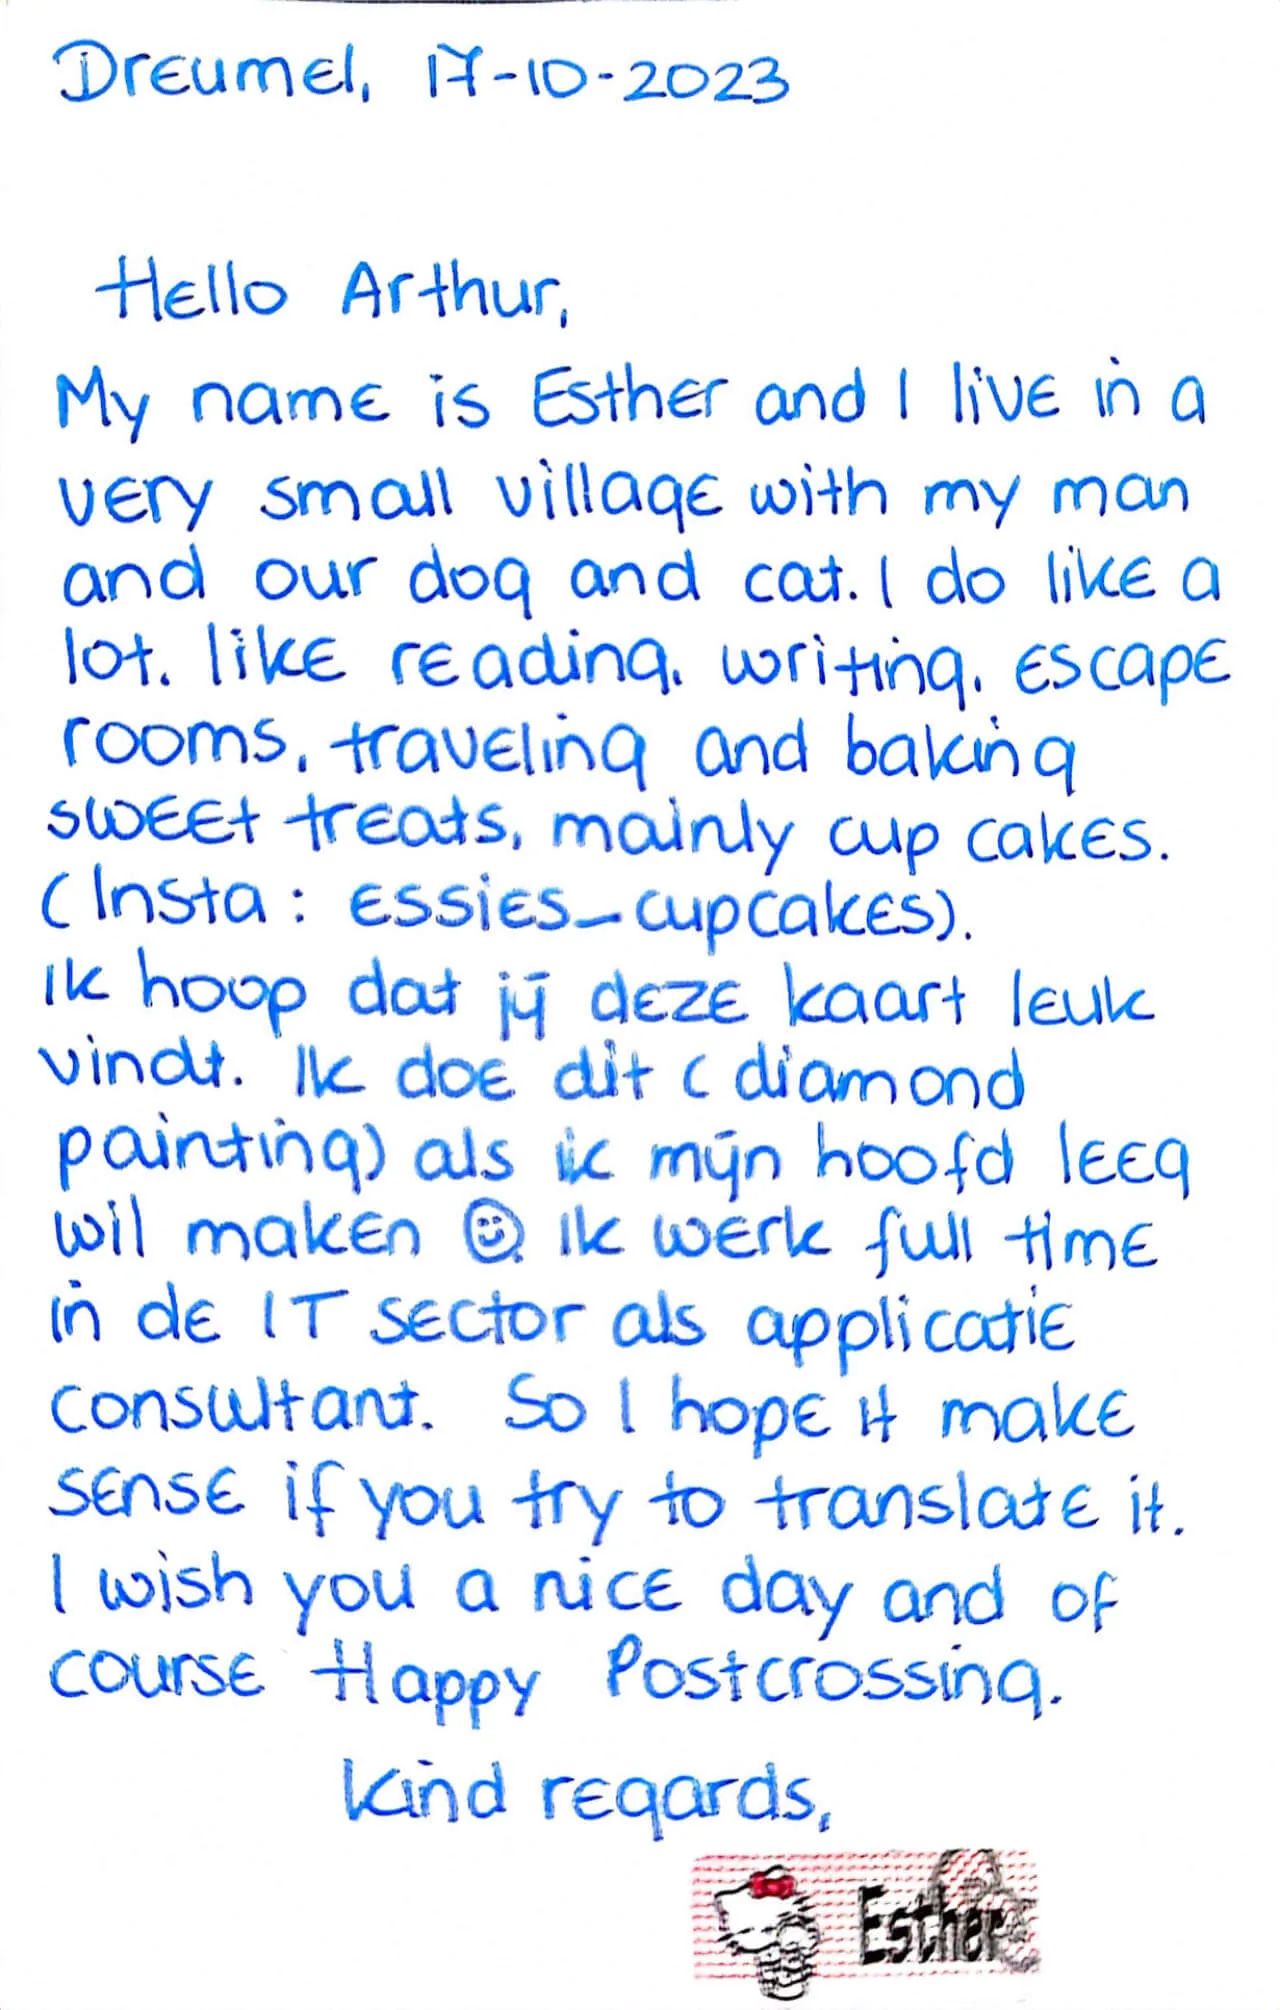 Dreumel, 17-10-2023
Hello Arthur,
My name is Esther and I live in a
very small village with my man
and our dog and cat. I do like a
lot. like reading, writing, escape
rooms, traveling and baking
sweet treats, mainly cup cakes.
(Insta: essies_cupcakes).
Ik hoop dat jij deze kaart leuk
vindt. Ik doe dit (diamond
painting) als ik mijn hoofd leeg
wil maken ☺. Ik werk full time
in de IT sector als applicatie
consultant. So I hope it make
sense if you try to translate it.
I wish you a nice day and of
course Happy Postcrossing.
Kind regards,
Esther